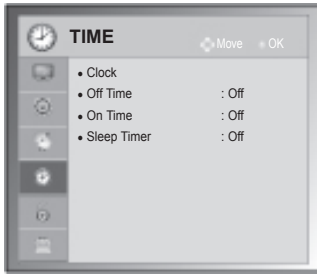 TIME
Move OK
• Clock
• Off Time : Off
• On Time : Off
• Sleep Timer : Off